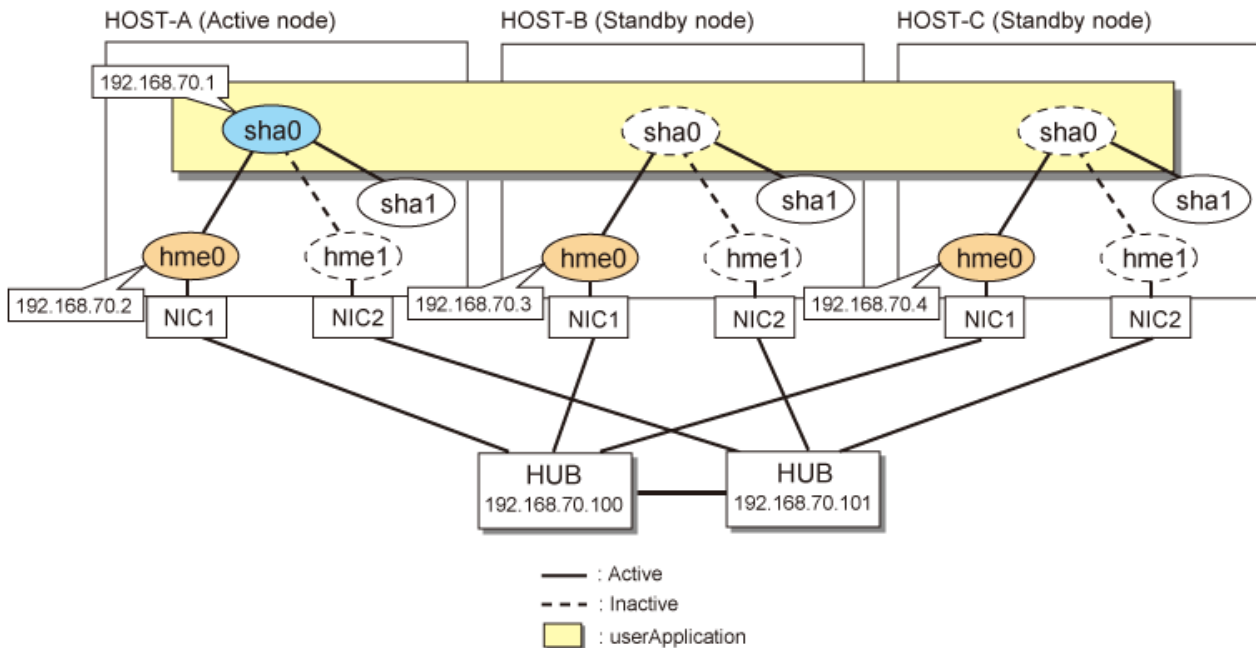 HOST-A (Active node)
HOST-B (Standby node)
HOST-C (Standby node)
192.168.70.1
sha0
sha0
sha0
sha1
sha1
sha1
hme0
hme1
hme0
hme1
hme0
hme1
192.168.70.2
192.168.70.3
192.168.70.4
NIC1
NIC2
NIC1
NIC2
NIC1
NIC2
HUB
192.168.70.100
HUB
192.168.70.101
: Active
: Inactive
: userApplication